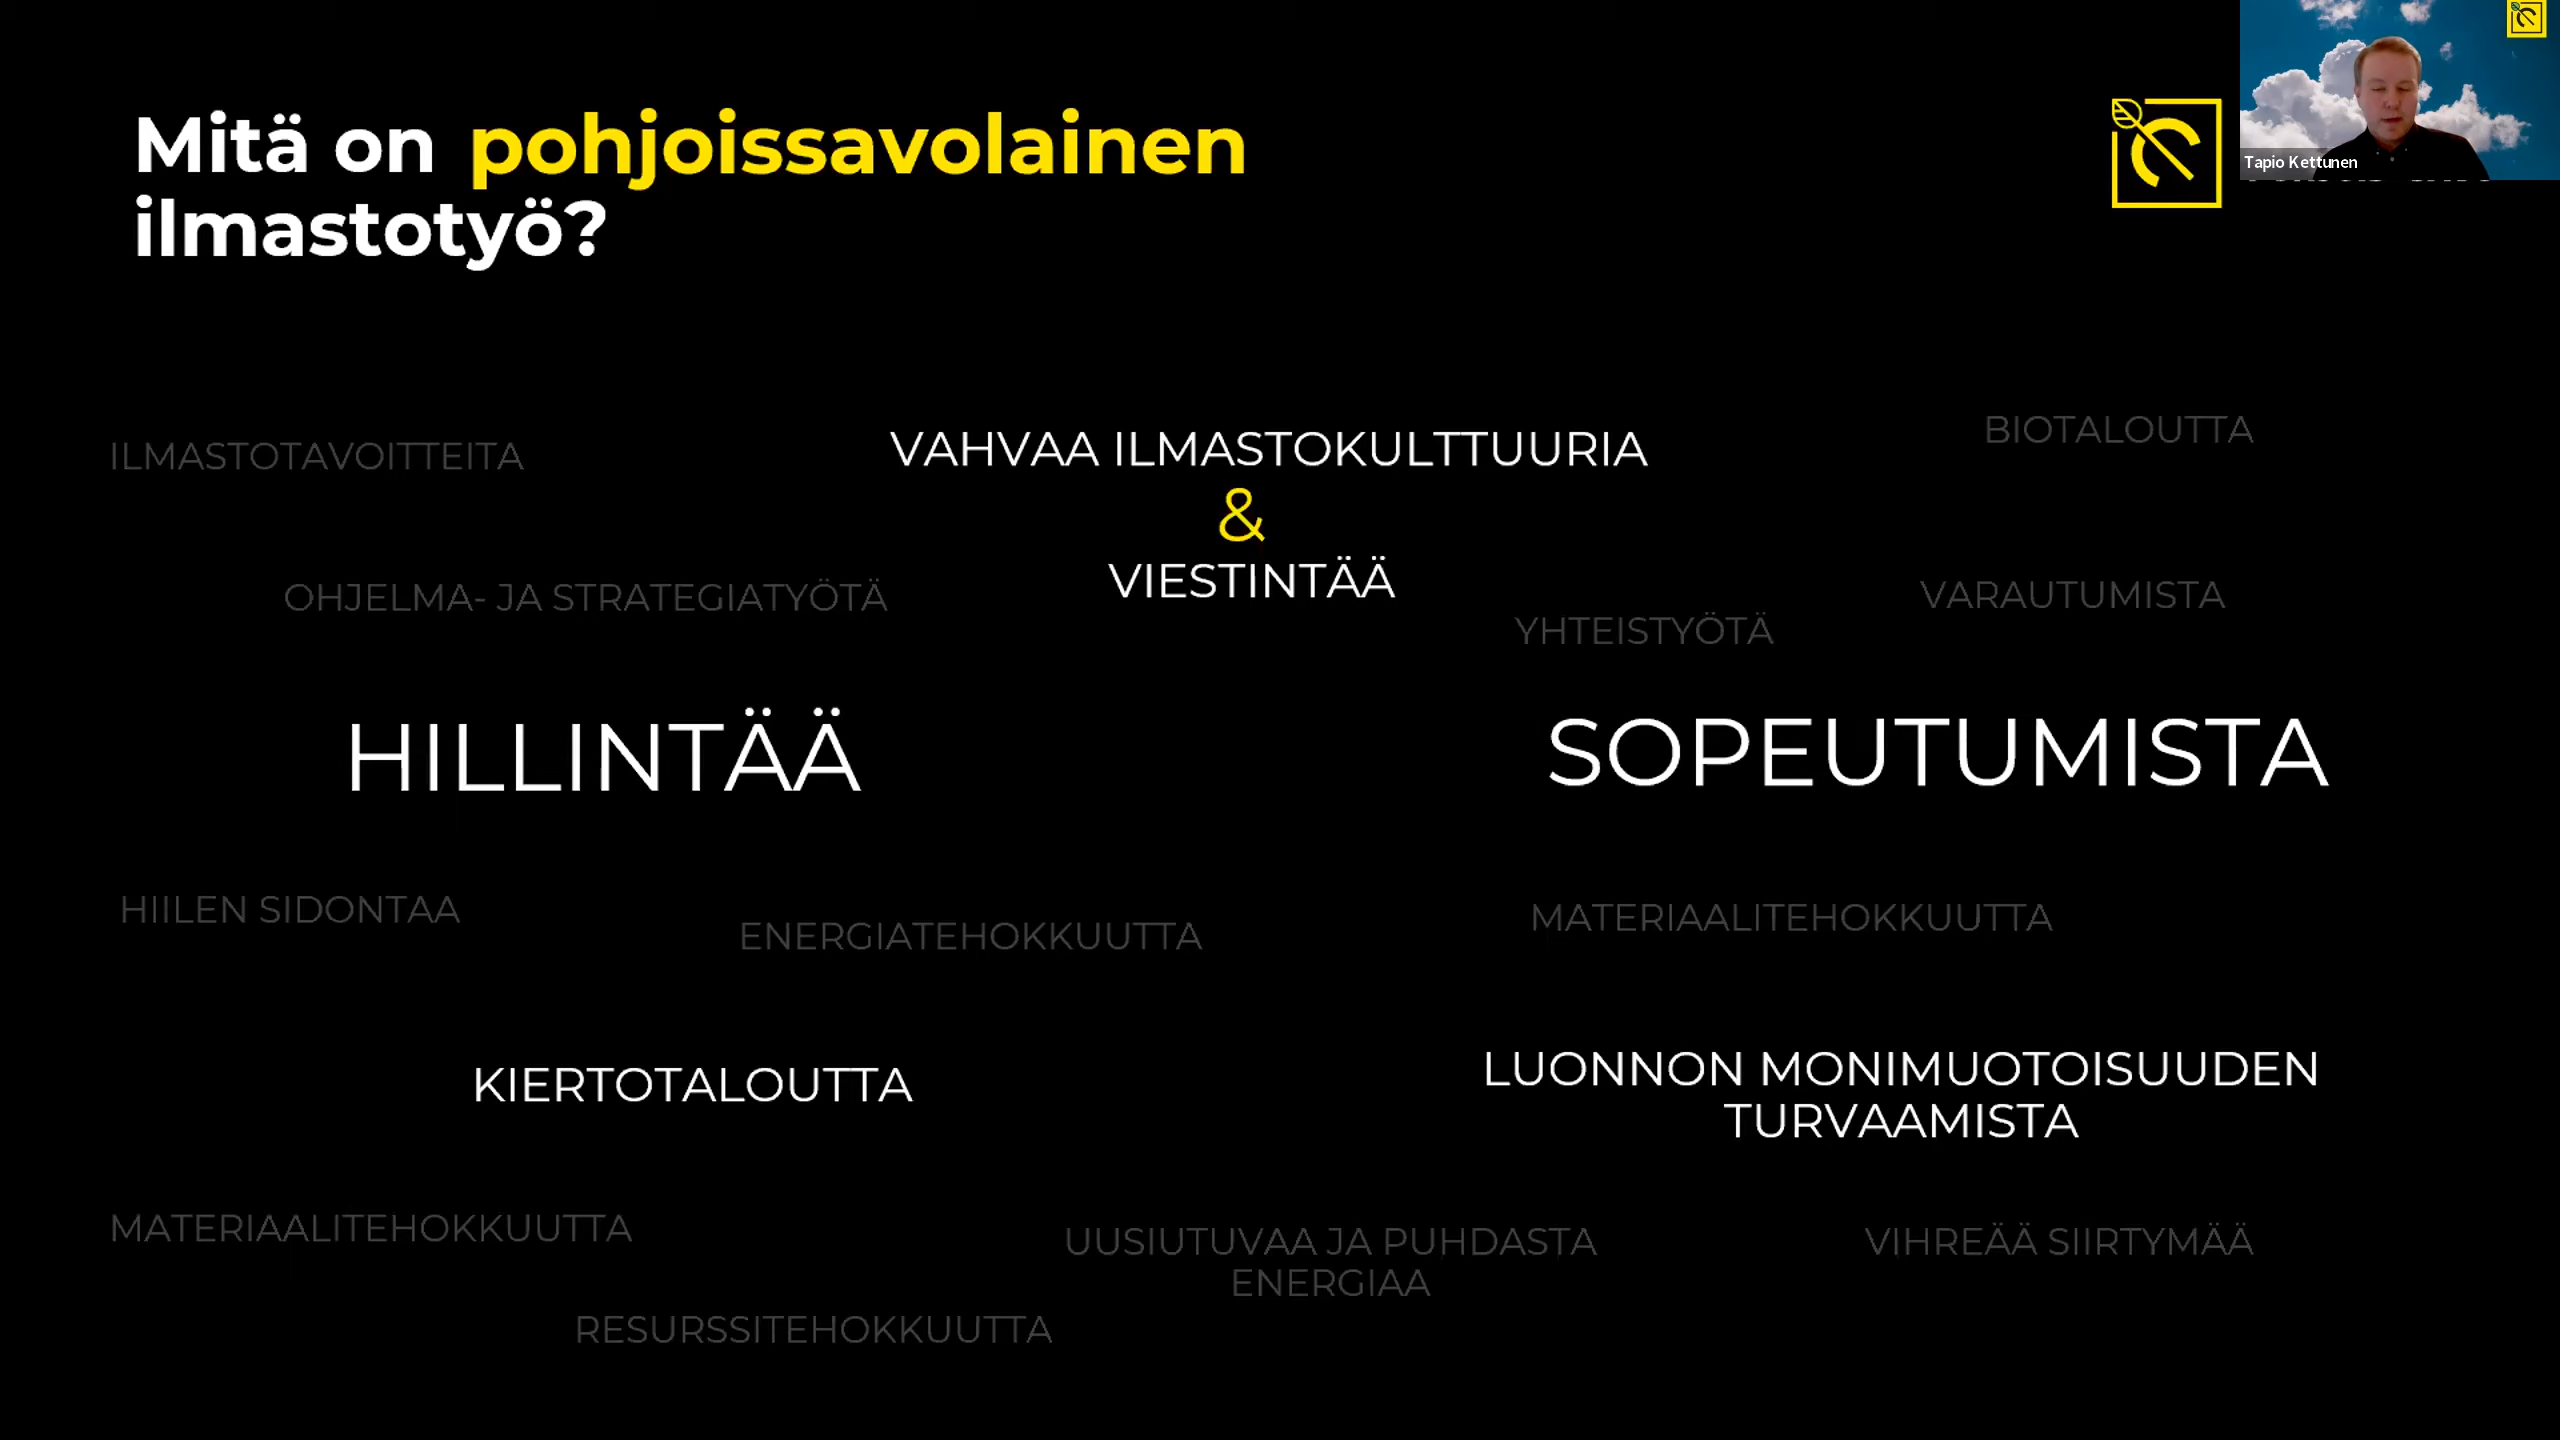 Mitä on pohjoissavolainen
ilmastotyö?
Tapio Kettunen
ILMASTOTAVOITTEITA
VAHVAA ILMASTOKULTTUURIA
&
VIESTINTÄÄ
BIOTALOUTTA
OHJELMA- JA STRATEGIATYÖTÄ
YHTEISTYÖTÄ
VARAUTUMISTA
HILLINTÄÄ
SOPEUTUMISTA
HIILEN SIDONTAA
ENERGIATEHOKKUUTTA
MATERIAALITEHOKKUUTTA
KIERTOTALOUTTA
LUONNON MONIMUOTOISUUDEN
TURVAAMISTA
MATERIAALITEHOKKUUTTA
UUSIUTUVAA JA PUHDASTA
ENERGIAA
VIHREÄÄ SIIRTYMÄÄ
RESURSSITEHOKKUUTTA